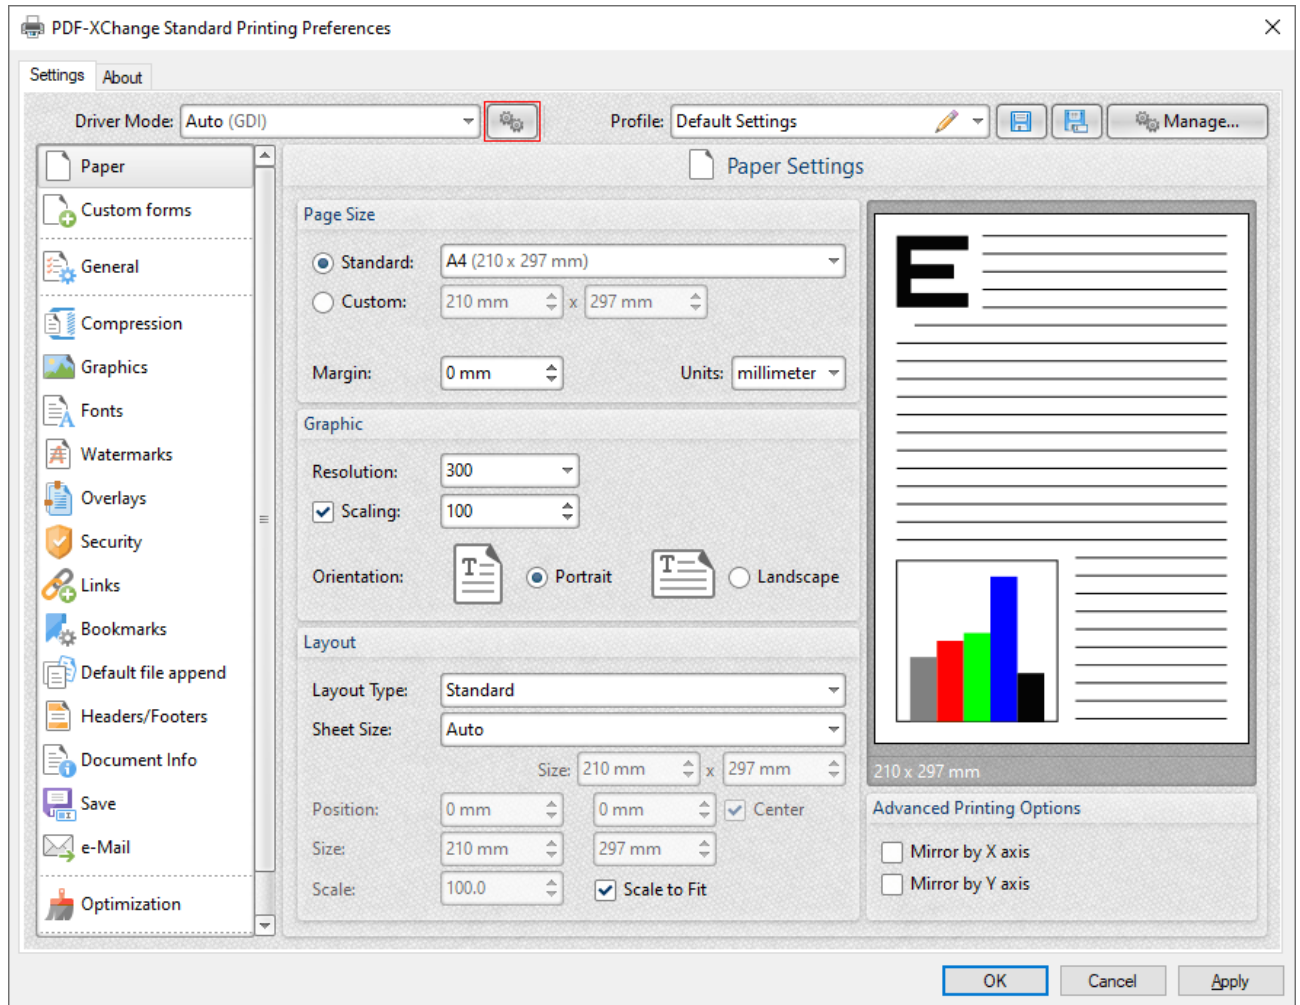 PDF-XChange Standard Printing Preferences
Settings
About
Driver Mode:
Auto (GDI)
Profile:
Default Settings
Manage...
Paper
Custom forms
General
Compression
Graphics
Fonts
Watermarks
Overlays
Security
Links
Bookmarks
Default file append
Headers/Footers
Document Info
Save
e-Mail
Optimization
Paper Settings
Page Size
Standard:
A4 (210 x 297 mm)
Custom:
210 mm x 297 mm
Margin:
0 mm
Units:
millimeter
Graphic
Resolution:
300
Scaling:
100
Orientation:
T
Portrait
T
Landscape
Layout
Layout Type:
Standard
Sheet Size:
Auto
Size: 210 mm x 297 mm
Position:
0 mm
0 mm
Center
Size:
210 mm
297 mm
Scale:
100.0
Scale to Fit
E
210 x 297 mm
Advanced Printing Options
Mirror by X axis
Mirror by Y axis
OK
Cancel
Apply